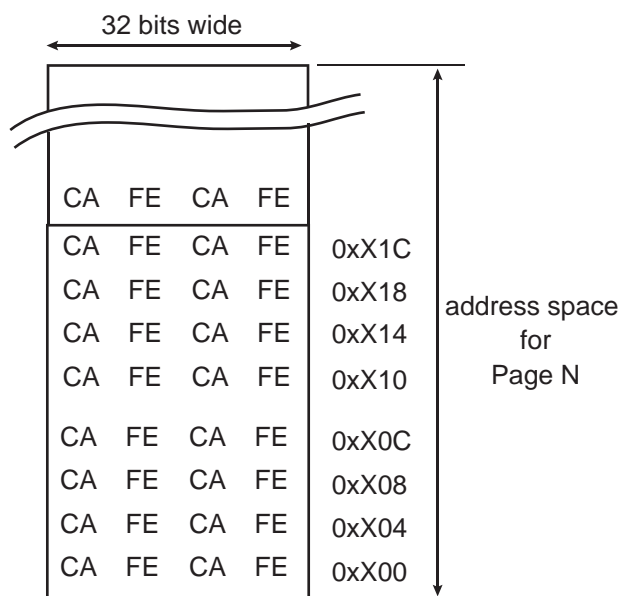 32 bits wide
CA FE CA FE
CA FE CA FE 0xX1C
CA FE CA FE 0xX18
CA FE CA FE 0xX14
CA FE CA FE 0xX10
CA FE CA FE 0xX0C
CA FE CA FE 0xX08
CA FE CA FE 0xX04
CA FE CA FE 0xX00
address space
for
Page N